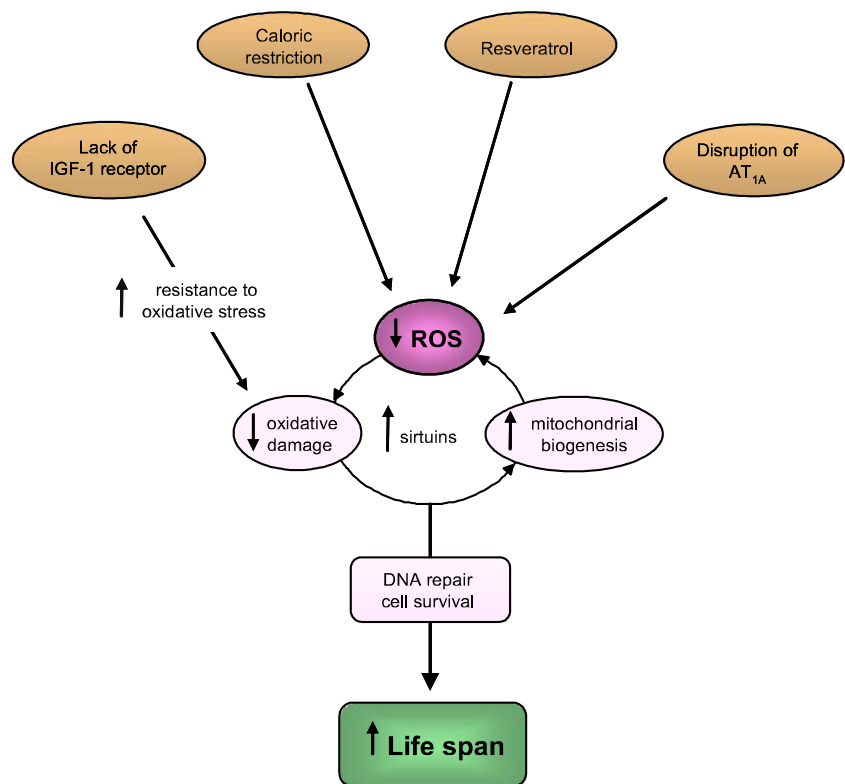 Caloric
restriction
Resveratrol
Lack of
IGF-1 receptor
Disruption of
AT1A
↑ resistance to
oxidative stress
↓ ROS
↓ oxidative
damage
↑ sirtuins
↑ mitochondrial
biogenesis
DNA repair
cell survival
↑ Life span